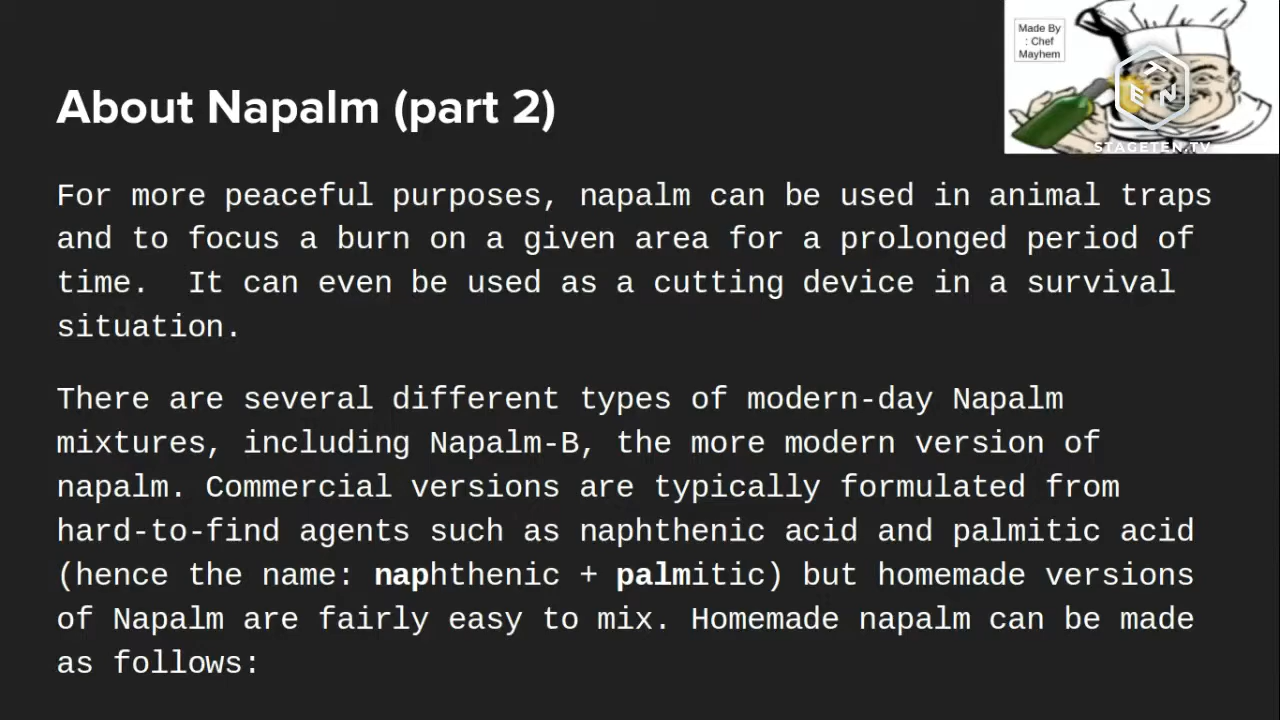 Made By
: Chef
Mayhem
TEN
STAGETEN.TV
About Napalm (part 2)
For more peaceful purposes, napalm can be used in animal traps
and to focus a burn on a given area for a prolonged period of
time.  It can even be used as a cutting device in a survival
situation.
There are several different types of modern-day Napalm
mixtures, including Napalm-B, the more modern version of
napalm. Commercial versions are typically formulated from
hard-to-find agents such as naphthenic acid and palmitic acid
(hence the name: naphthenic + palmitic) but homemade versions
of Napalm are fairly easy to mix. Homemade napalm can be made
as follows: